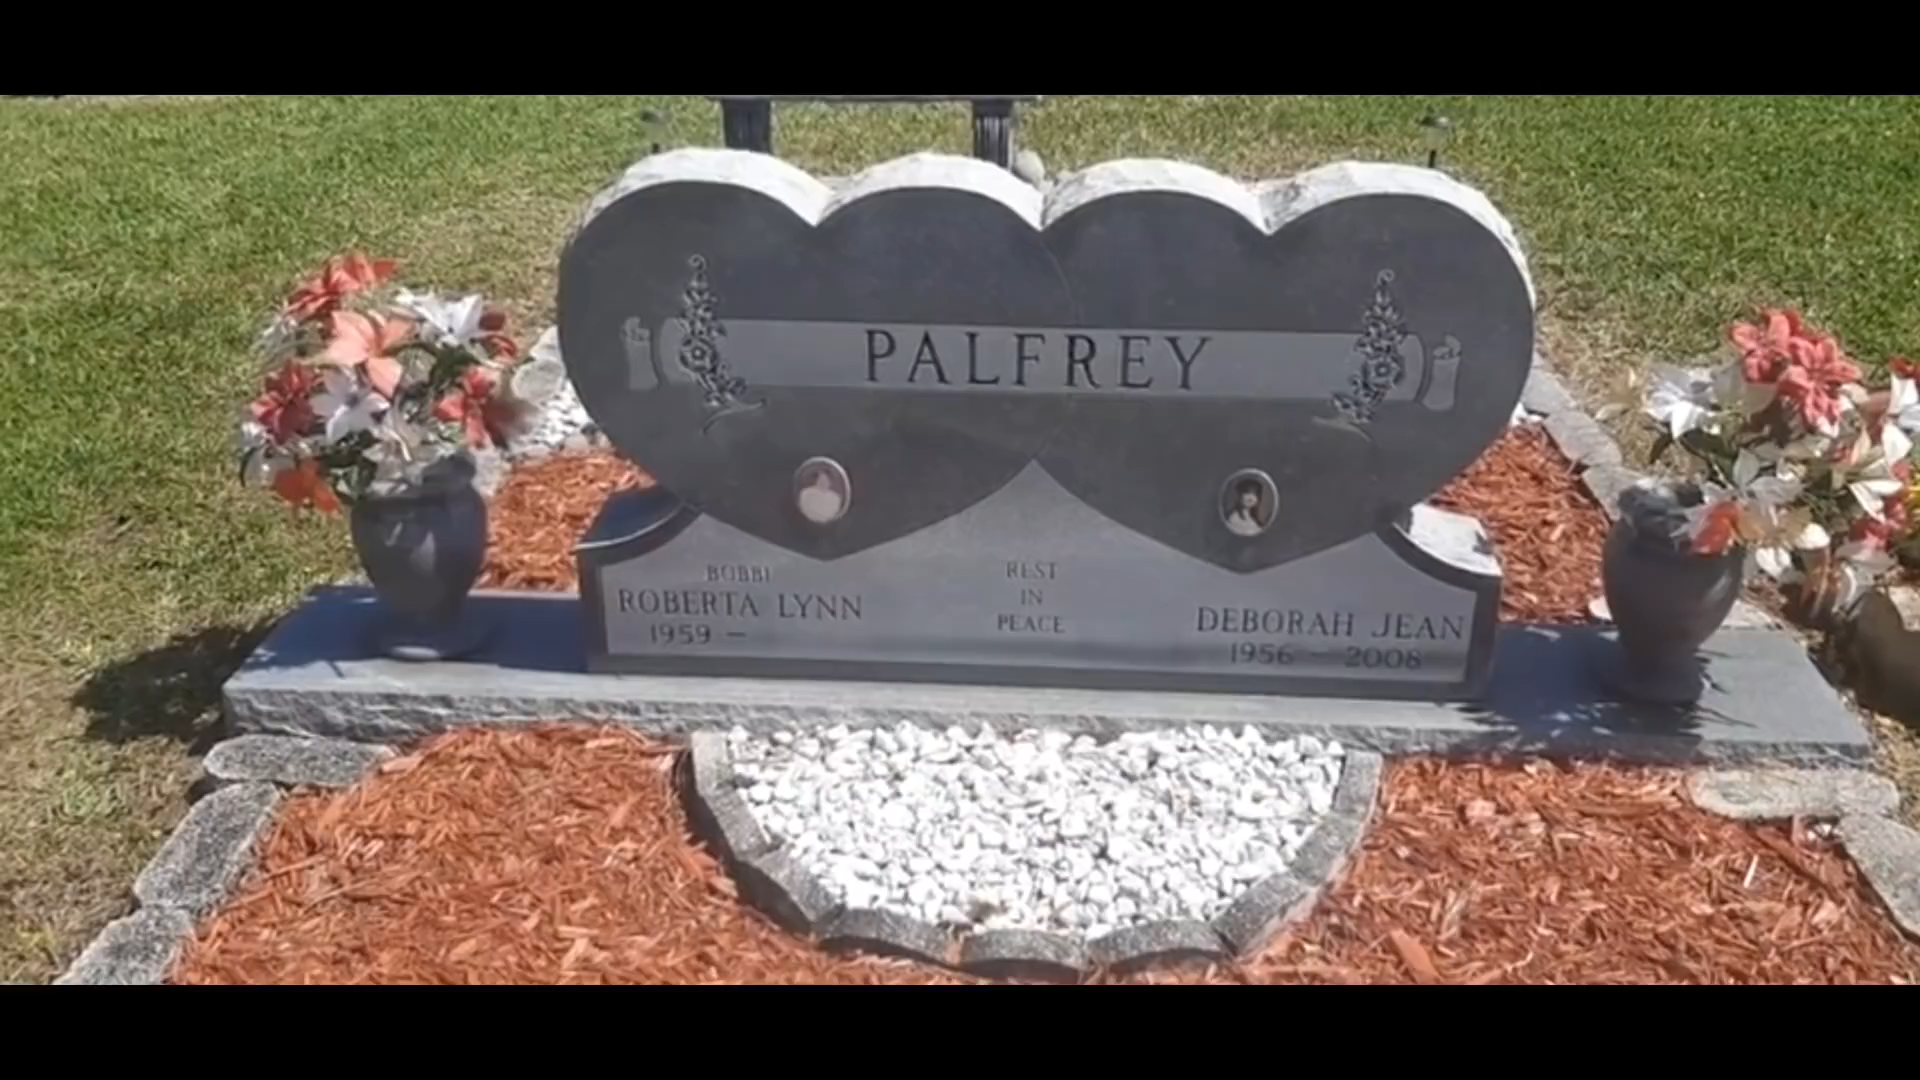 PALFREY
BOBBI
ROBERTA LYNN
1959 –
REST
IN
PEACE
DEBORAH JEAN
1956 – 2008